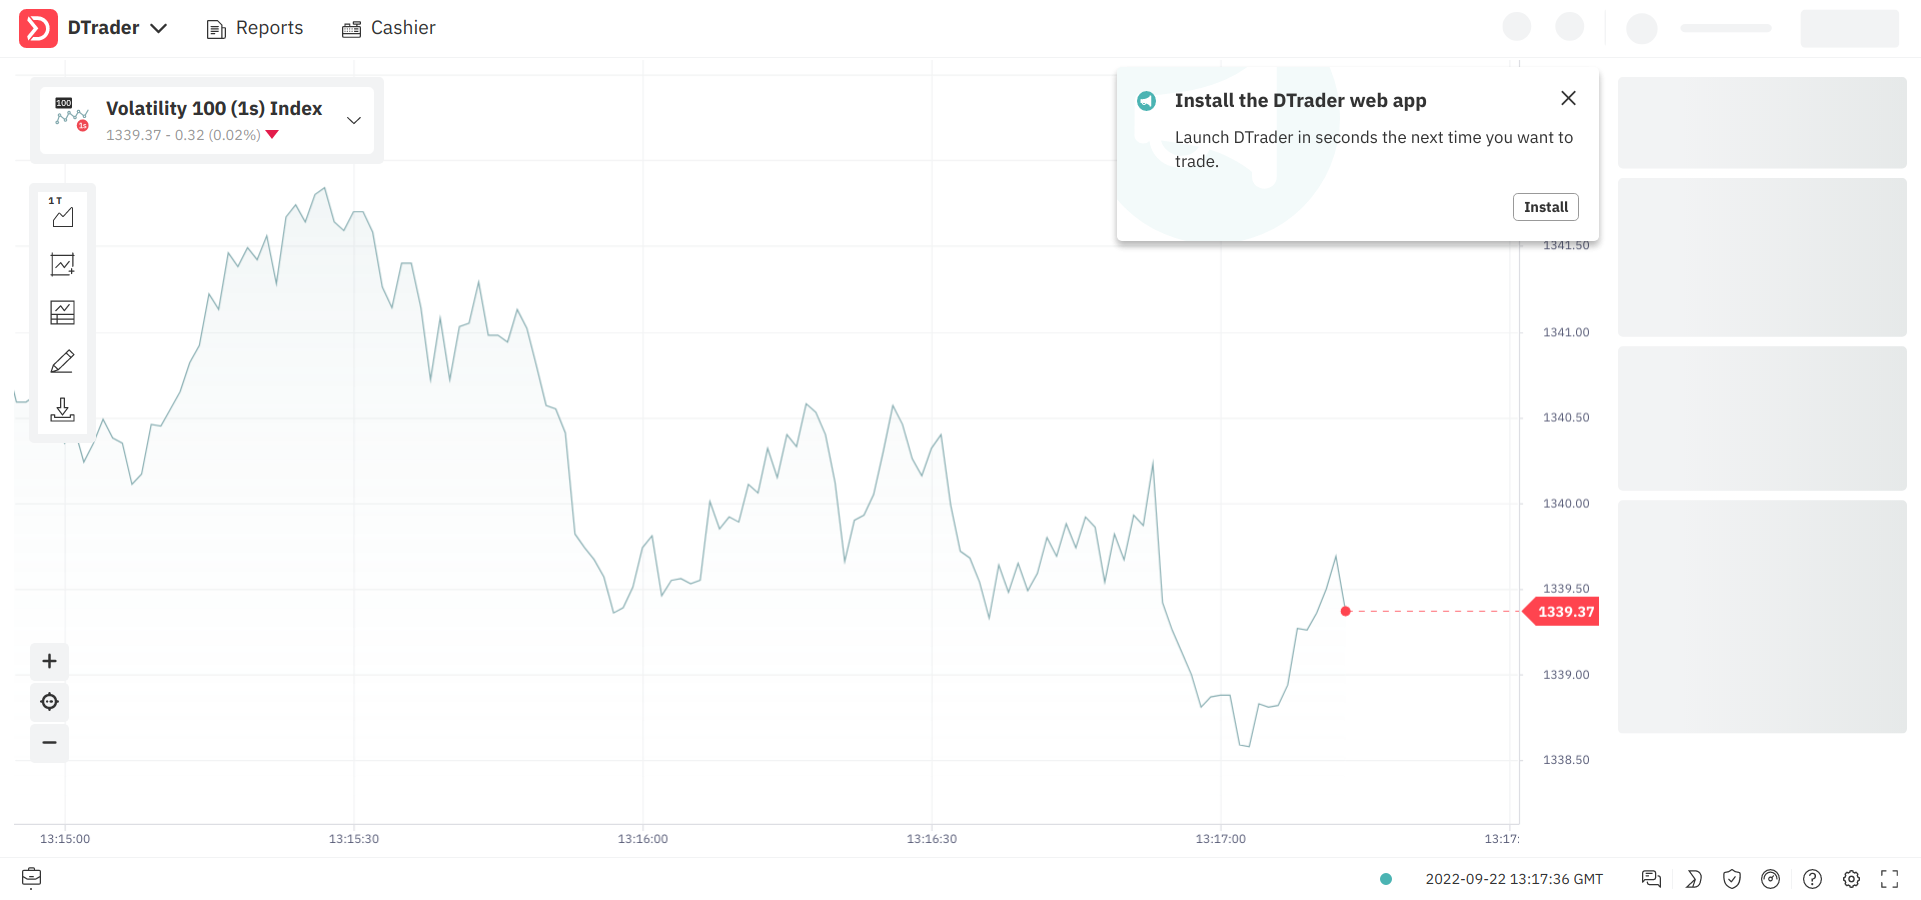 DTrader
Reports
Cashier
100
Volatility 100 (1s) Index
1s
1339.37 - 0.32 (0.02%)
Install the DTrader web app
Launch DTrader in seconds the next time you want to
trade.
Install
1 T
1341.50
1341.00
1340.50
1340.00
1339.50
1339.37
1339.00
1338.50
13:15:00
13:15:30
13:16:00
13:16:30
13:17:00
13:17:
2022-09-22 13:17:36 GMT